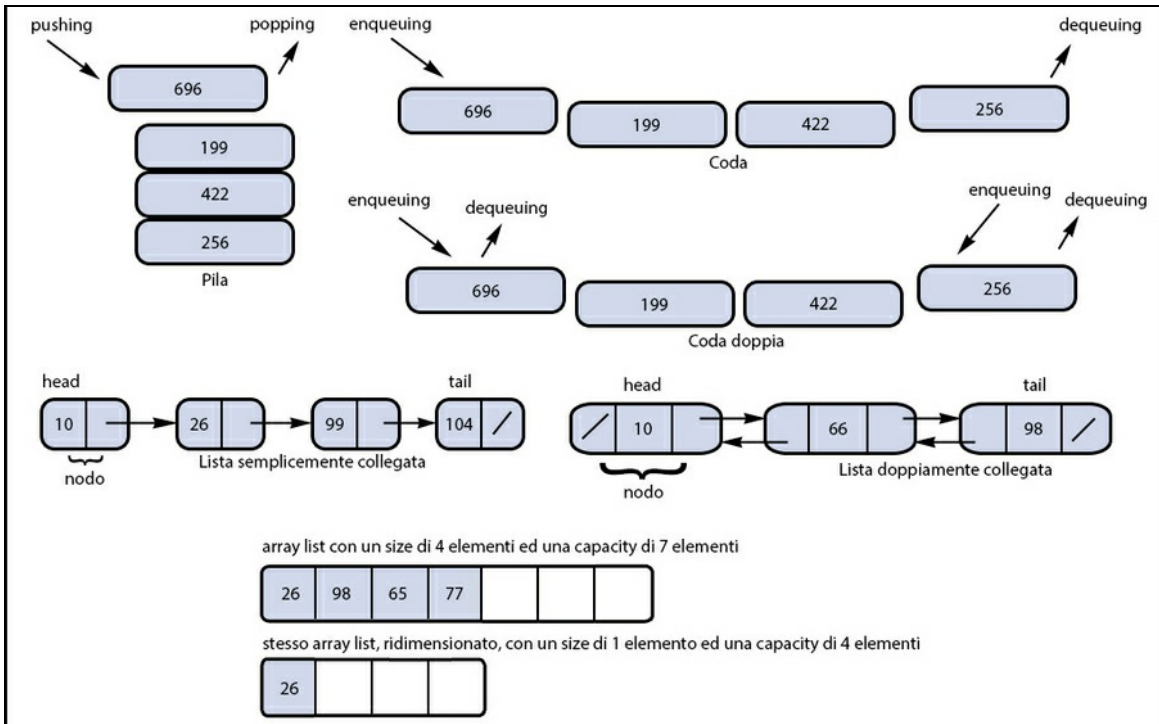 pushing
popping
696
199
422
256
Pila
enqueuing
dequeuing
696
199
422
256
Coda
enqueuing
dequeuing
enqueuing
dequeuing
696
199
422
256
Coda doppia
head
tail
10
26
99
104
Lista semplicemente collegata
nodo
head
tail
10
66
98
Lista doppiamente collegata
nodo
array list con un size di 4 elementi ed una capacity di 7 elementi
26 98 65 77
stesso array list, ridimensionato, con un size di 1 elemento ed una capacity di 4 elementi
26